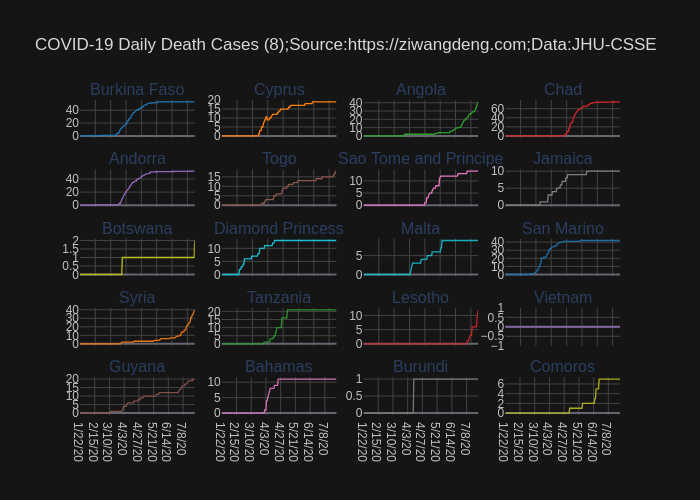 COVID-19 Daily Death Cases (8);Source:https://ziwangdeng.com;Data:JHU-CSSE
Burkina Faso Cyprus Angola Chad
40 20 0
20 15 10 5 0
40 30 20 10 0
60 40 20 0
Andorra Togo Sao Tome and Principe Jamaica
40 20 0
15 10 5 0
10 5 0
10 5 0
Botswana Diamond Princess Malta San Marino
2 1.5 1 0.5 0
10 5 0
5 0
40 30 20 10 0
Syria Tanzania Lesotho Vietnam
40 30 20 10 0
20 15 10 5 0
10 5 0
1 0.5 0 −0.5 −1
Guyana Bahamas Burundi Comoros
20 15 10 5 0
10 5 0
1 0.5 0
6 4 2 0
1/22/20 2/15/20 3/10/20 4/3/20 4/27/20 5/21/20 6/14/20 7/8/20
1/22/20 2/15/20 3/10/20 4/3/20 4/27/20 5/21/20 6/14/20 7/8/20
1/22/20 2/15/20 3/10/20 4/3/20 4/27/20 5/21/20 6/14/20 7/8/20
1/22/20 2/15/20 3/10/20 4/3/20 4/27/20 5/21/20 6/14/20 7/8/20